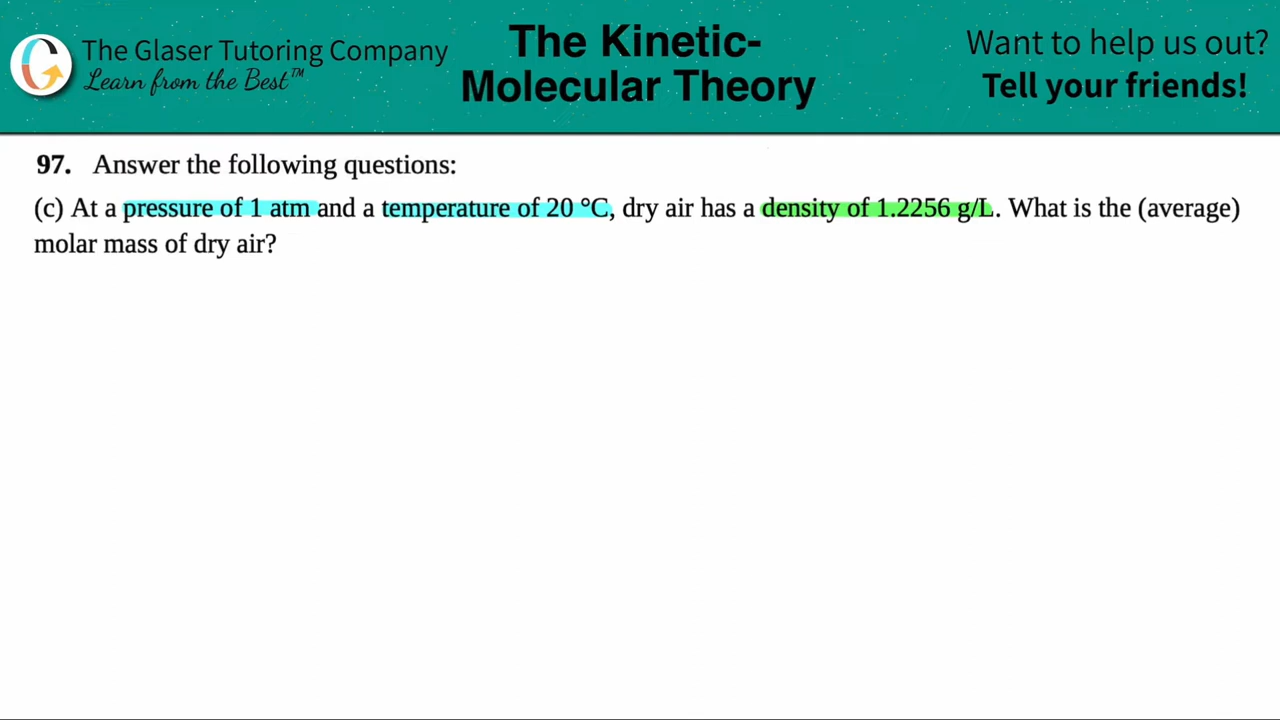 The Glaser Tutoring Company
Learn from the Best™
The Kinetic-
Molecular Theory
Want to help us out?
Tell your friends!
97. Answer the following questions:
(c) At a pressure of 1 atm and a temperature of 20 °C, dry air has a density of 1.2256 g/L. What is the (average)
molar mass of dry air?